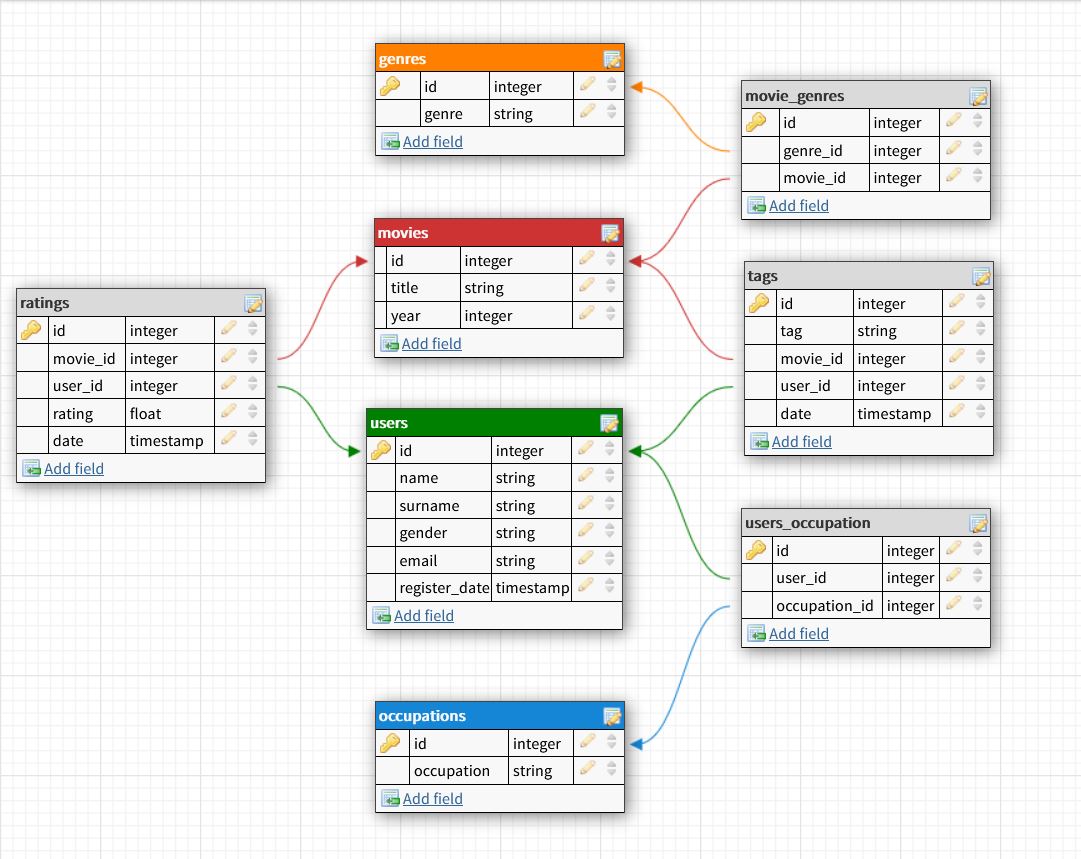 genres
id integer
genre string
Add field
movie_genres
id integer
genre_id integer
movie_id integer
Add field
movies
id integer
title string
year integer
Add field
tags
id integer
tag string
movie_id integer
user_id integer
date timestamp
Add field
ratings
id integer
movie_id integer
user_id integer
rating float
date timestamp
Add field
users
id integer
name string
surname string
gender string
email string
register_date timestamp
Add field
users_occupation
id integer
user_id integer
occupation_id integer
Add field
occupations
id integer
occupation string
Add field